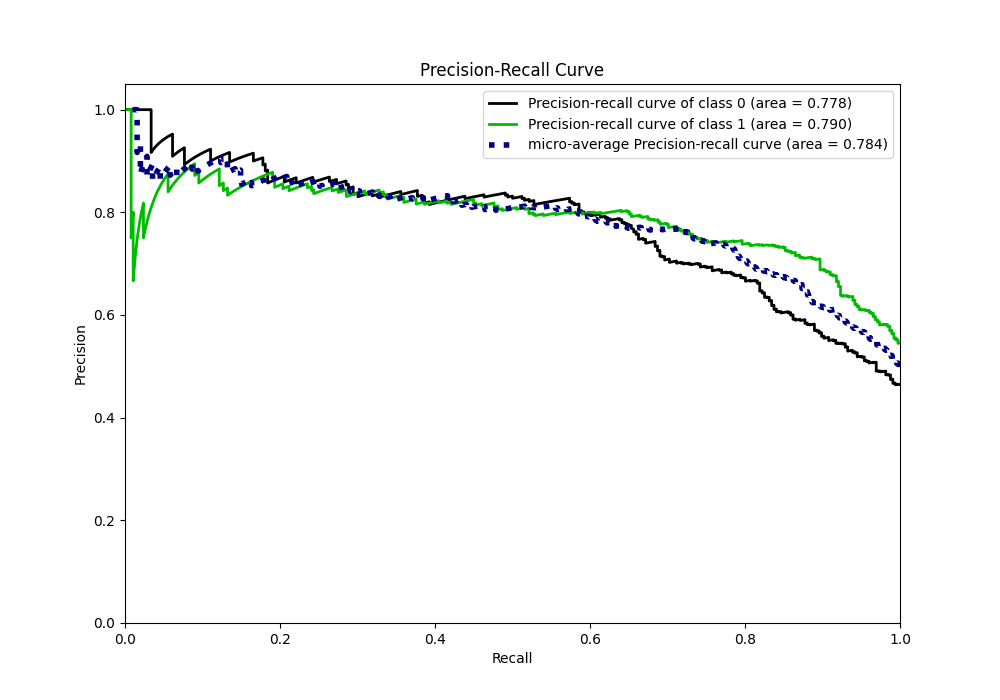 Precision-Recall Curve
Precision-recall curve of class 0 (area = 0.778)
Precision-recall curve of class 1 (area = 0.790)
micro-average Precision-recall curve (area = 0.784)
Precision
1.0
0.8
0.6
0.4
0.2
0.0
0.0 0.2 0.4 0.6 0.8 1.0
Recall